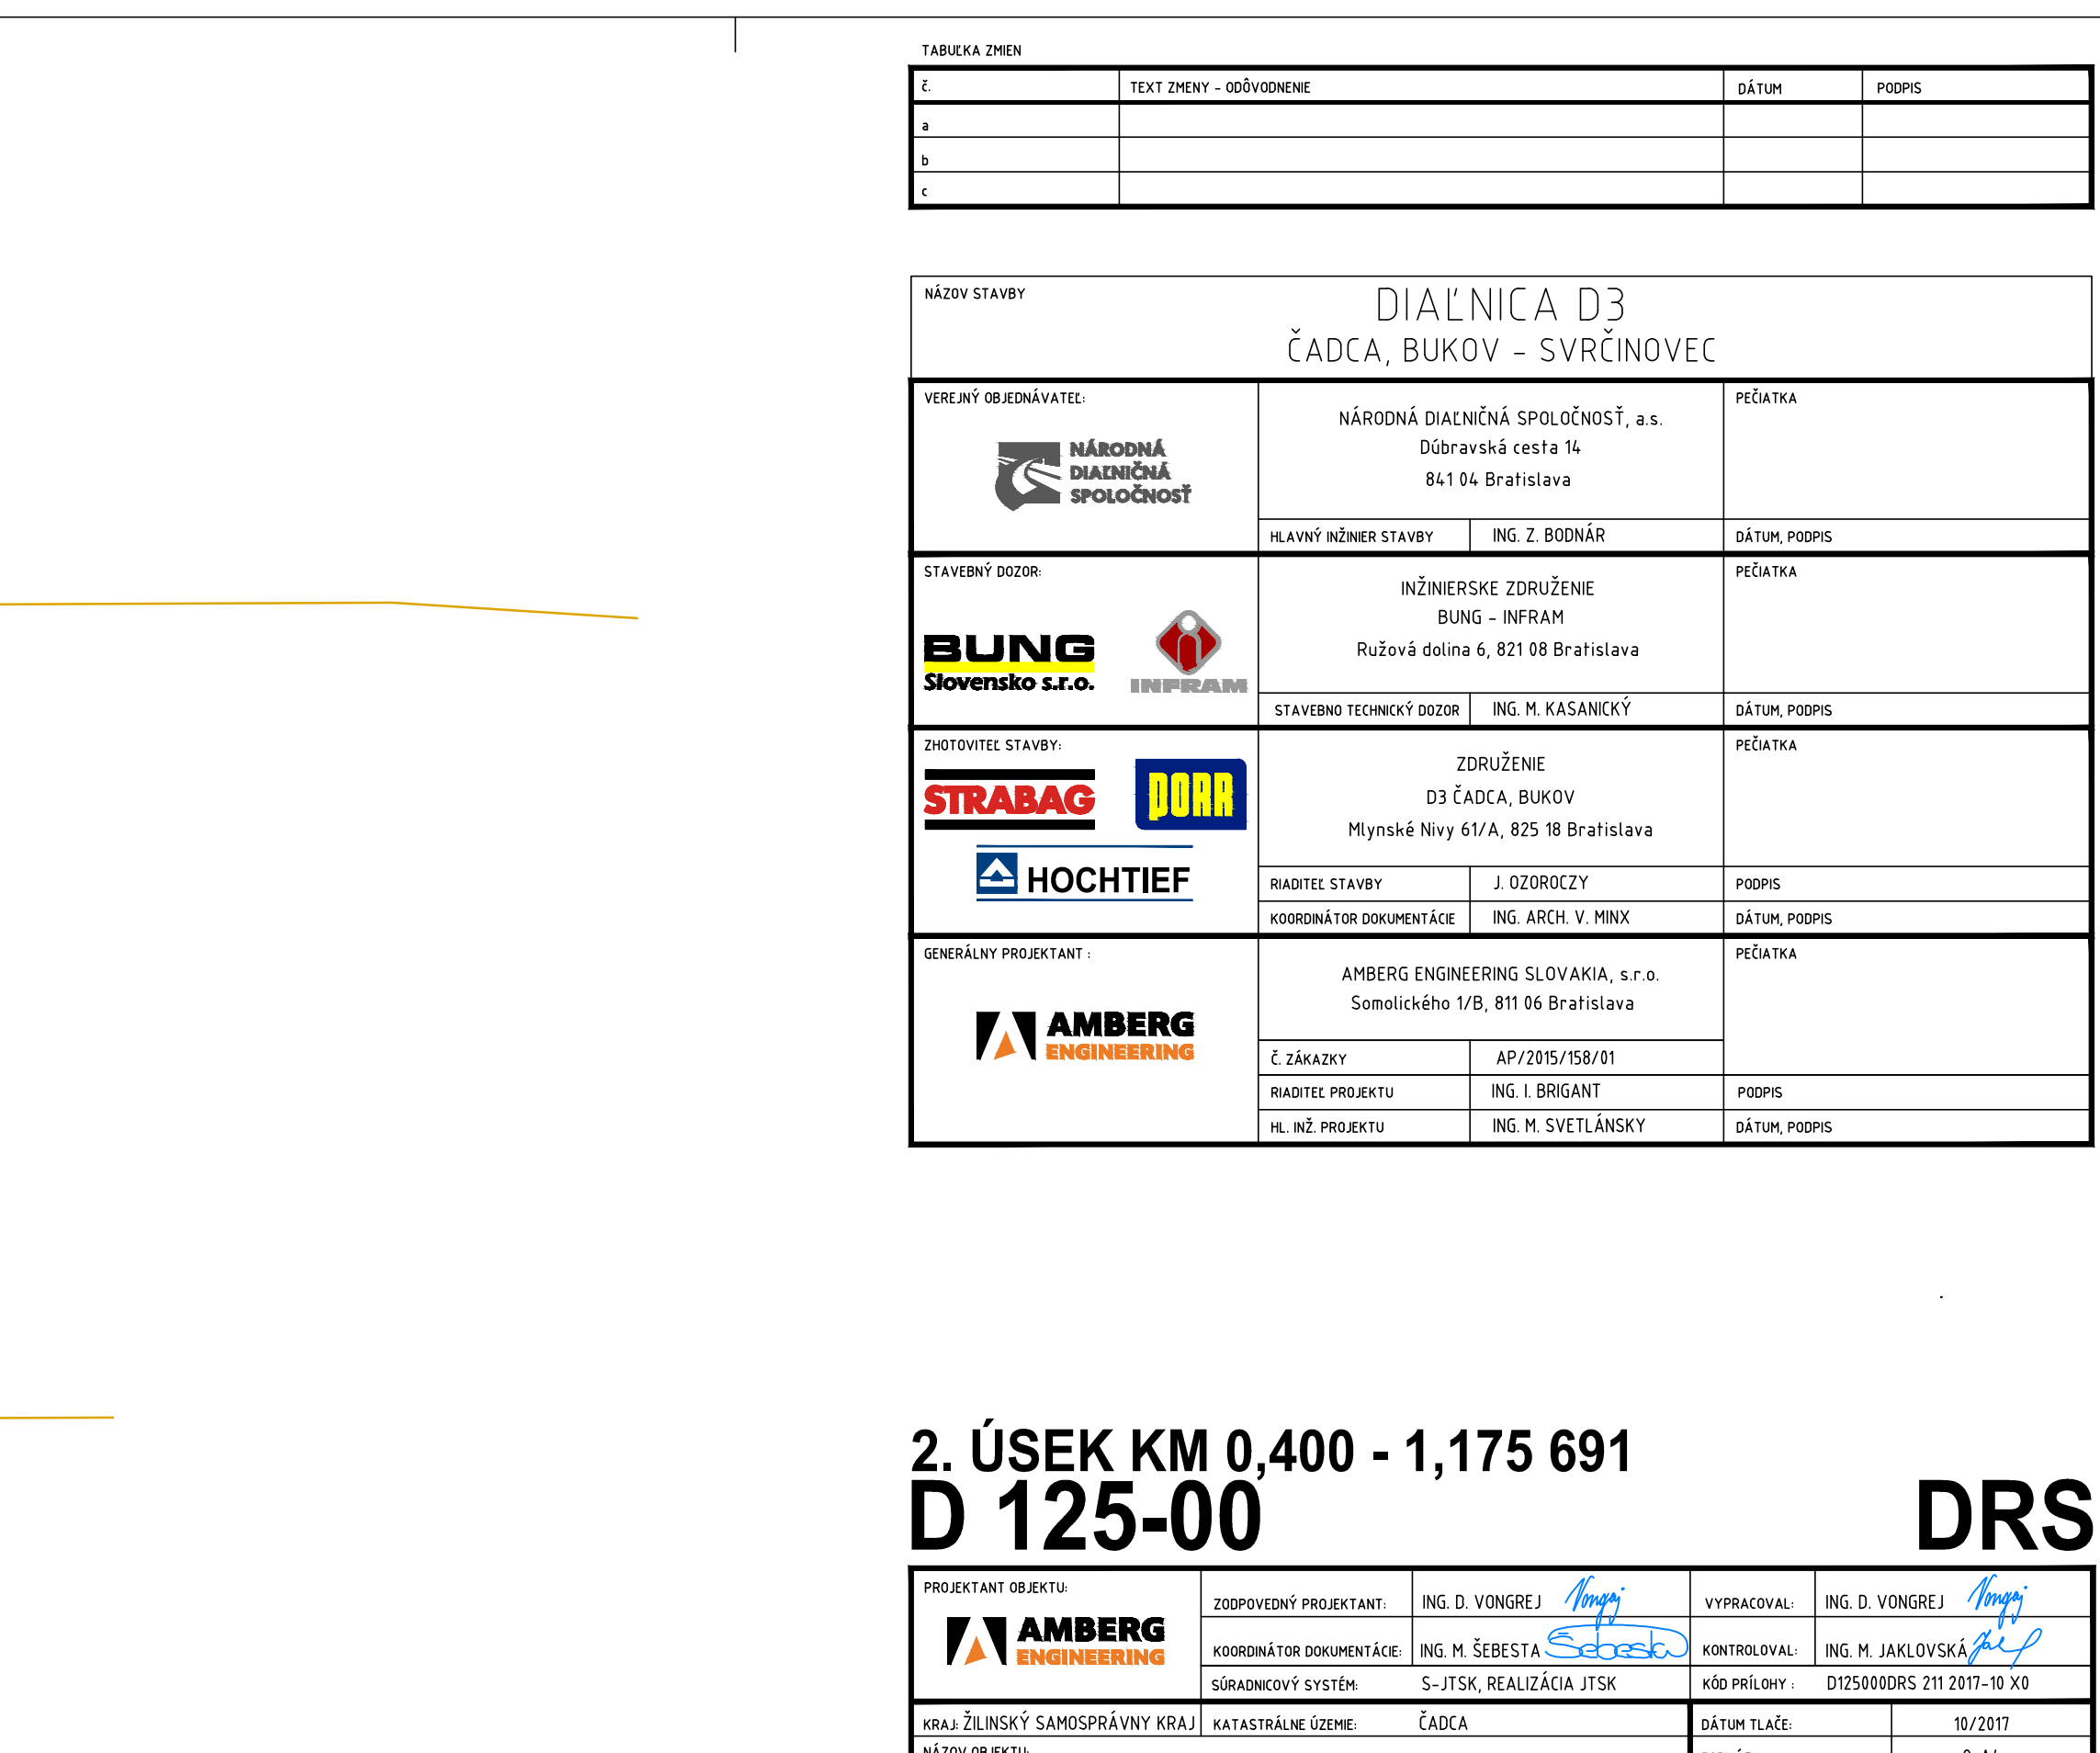 TABUĽKA ZMIEN
č. TEXT ZMENY - ODÔVODNENIE DÁTUM PODPIS
a
b
c
NÁZOV STAVBY
DIAĽNICA D3
ČADCA, BUKOV - SVRČINOVEC
VEREJNÝ OBJEDNÁVATEĽ:
NÁRODNÁ
DIAĽNIČNÁ
SPOLOČNOSŤ
NÁRODNÁ DIAĽNIČNÁ SPOLOČNOSŤ, a.s.
Dúbravská cesta 14
841 04 Bratislava
PEČIATKA
HLAVNÝ INŽINIER STAVBY ING. Z. BODNÁR DÁTUM, PODPIS
STAVEBNÝ DOZOR:
BUNG
Slovensko s.r.o.
INFRAM
INŽINIERSKE ZDRUŽENIE
BUNG - INFRAM
Ružová dolina 6, 821 08 Bratislava
PEČIATKA
STAVEBNO TECHNICKÝ DOZOR ING. M. KASANICKÝ DÁTUM, PODPIS
ZHOTOVITEĽ STAVBY:
STRABAG
PORR
HOCHTIEF
ZDRUŽENIE
D3 ČADCA, BUKOV
Mlynské Nivy 61/A, 825 18 Bratislava
PEČIATKA
RIADITEĽ STAVBY J. OZOROCZY PODPIS
KOORDINÁTOR DOKUMENTÁCIE ING. ARCH. V. MINX DÁTUM, PODPIS
GENERÁLNY PROJEKTANT :
AMBERG
ENGINEERING
AMBERG ENGINEERING SLOVAKIA, s.r.o.
Somolického 1/B, 811 06 Bratislava
PEČIATKA
Č. ZÁKAZKY AP/2015/158/01
RIADITEĽ PROJEKTU ING. I. BRIGANT PODPIS
HL. INŽ. PROJEKTU ING. M. SVETLÁNSKY DÁTUM, PODPIS
2. ÚSEK KM 0,400 - 1,175 691
D 125-00 DRS
PROJEKTANT OBJEKTU:
AMBERG
ENGINEERING
ZODPOVEDNÝ PROJEKTANT: ING. D. VONGREJ Vongrej VYPRACOVAL: ING. D. VONGREJ Vongrej
KOORDINÁTOR DOKUMENTÁCIE: ING. M. ŠEBESTA Šebesta KONTROLOVAL: ING. M. JAKLOVSKÁ
SÚRADNICOVÝ SYSTÉM: S-JTSK, REALIZÁCIA JTSK KÓD PRÍLOHY : D125000DRS 211 2017-10 X0
KRAJ: ŽILINSKÝ SAMOSPRÁVNY KRAJ KATASTRÁLNE ÚZEMIE: ČADCA DÁTUM TLAČE: 10/2017
NÁZOV OBJEKTU: